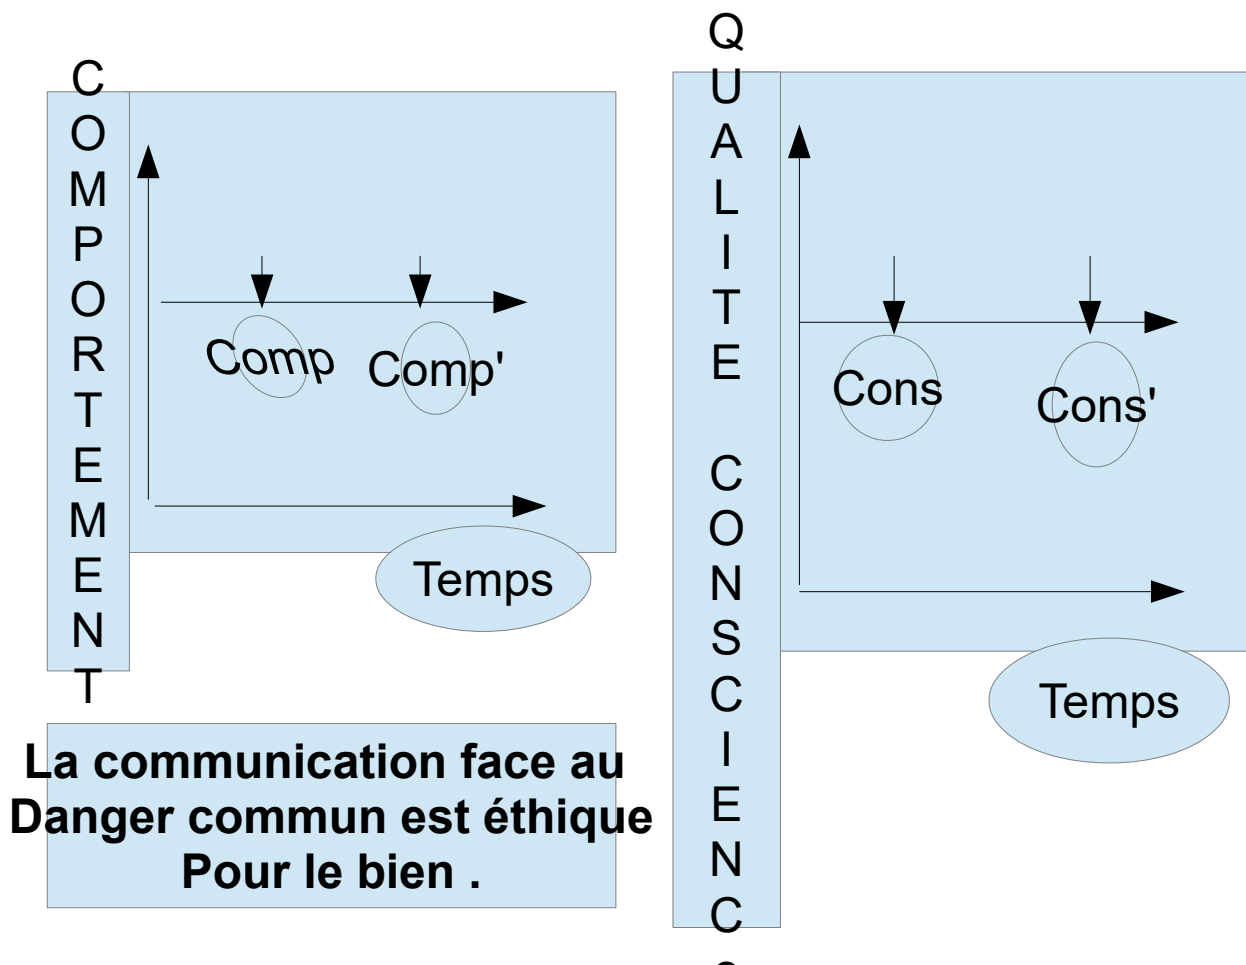 COMPORTEMENT
Comp
Comp'
Temps
La communication face au
Danger commun est éthique
Pour le bien .
QUALITE CONSCIENC
Cons
Cons'
Temps